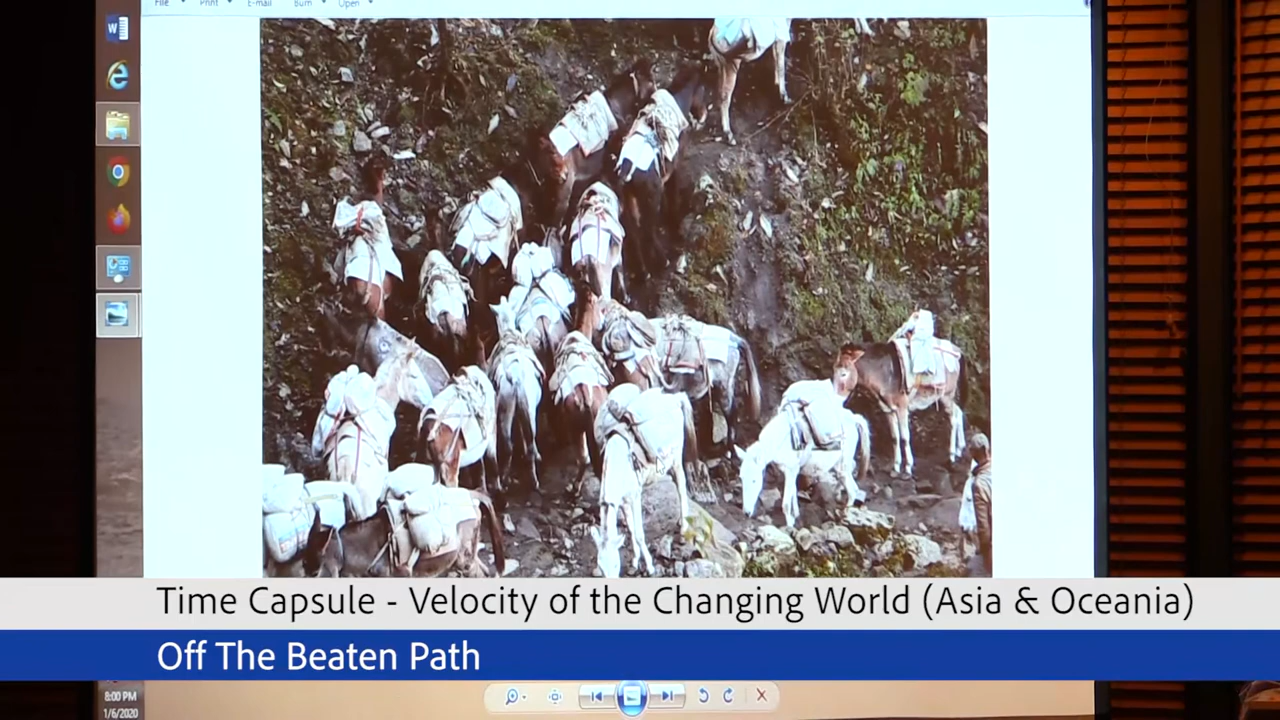 File Print E-mail Burn Open
Time Capsule - Velocity of the Changing World (Asia & Oceania)
Off The Beaten Path
8:00 PM
1/6/2020